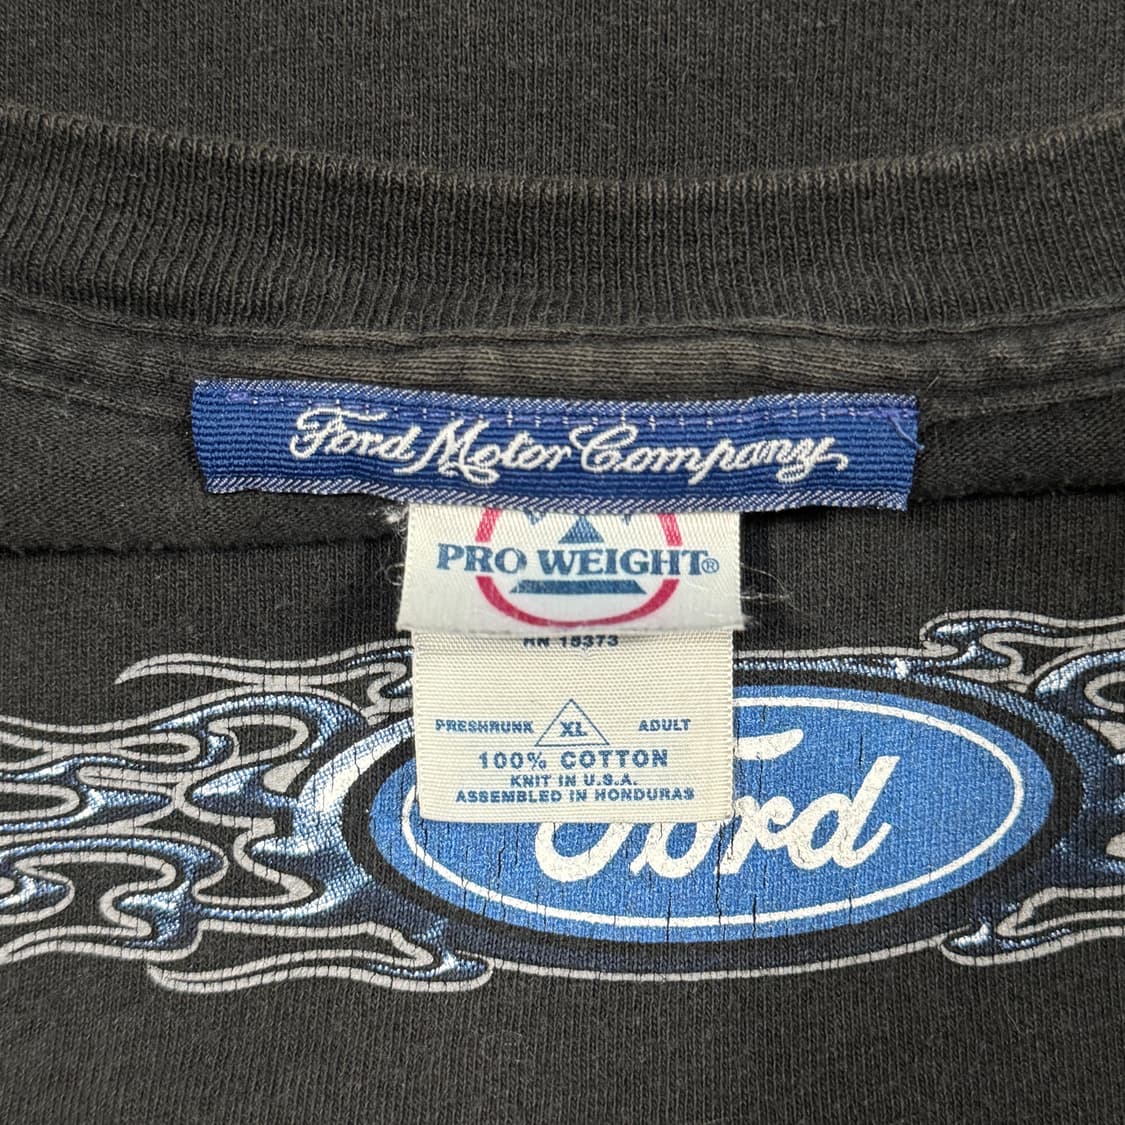 Ford Motor Company
PRO WEIGHT®
RN 15373
PRESHRUNK XL ADULT
100% COTTON
KNIT IN U.S.A.
ASSEMBLED IN HONDURAS
Ford